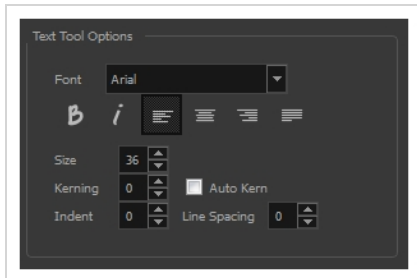 Text Tool Options
Font Arial
B i
Size 36
Kerning 0 Auto Kern
Indent 0 Line Spacing 0